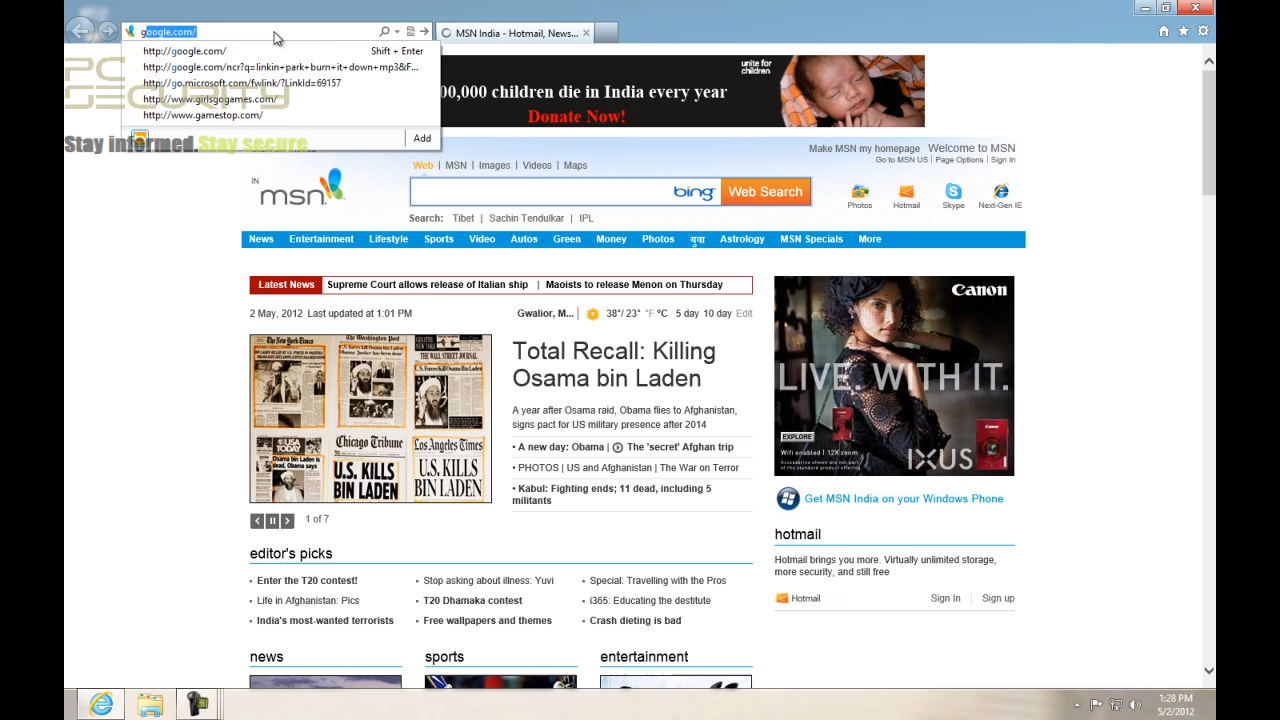 google.com/
MSN India - Hotmail, News...
http://google.com/ Shift + Enter
http://google.com/ncr?q=linkin+park+burn+it+down+mp3&F...
http://go.microsoft.com/fwlink/?LinkId=69157
http://www.girlsgogames.com/
http://www.gamestop.com/
Add
PC
SECURITY
Stay informed.Stay secure
unite for
children
00,000 children die in India every year
Donate Now!
Make MSN my homepage Welcome to MSN
Go to MSN US | Page Options | Sign In
Web | MSN | Images | Videos | Maps
IN
msn
bing Web Search
Photos Hotmail Skype Next-Gen IE
Search: Tibet | Sachin Tendulkar | IPL
News Entertainment Lifestyle Sports Video Autos Green Money Photos युवा Astrology MSN Specials More
Latest News Supreme Court allows release of Italian ship | Maoists to release Menon on Thursday
2 May, 2012 Last updated at 1:01 PM
Gwalior, M... | 38°/ 23° °F °C 5 day 10 day Edit
The New York Times
The Washington Post
Chicago Tribune
Los Angeles Times
U.S. KILLS
BIN LADEN
U.S. KILLS
BIN LADEN
Total Recall: Killing
Osama bin Laden
A year after Osama raid, Obama flies to Afghanistan,
signs pact for US military presence after 2014
• A new day: Obama | The 'secret' Afghan trip
• PHOTOS | US and Afghanistan | The War on Terror
• Kabul: Fighting ends; 11 dead, including 5
militants
1 of 7
Canon
LIVE. WITH IT.
EXPLORE
Wifi enabled | 12X zoom
IXUS
Get MSN India on your Windows Phone
hotmail
Hotmail brings you more. Virtually unlimited storage,
more security, and still free
Hotmail Sign In | Sign up
editor's picks
Enter the T20 contest!
Life in Afghanistan: Pics
India's most-wanted terrorists
Stop asking about illness: Yuvi
T20 Dhamaka contest
Free wallpapers and themes
Special: Travelling with the Pros
i365: Educating the destitute
Crash dieting is bad
news sports entertainment
1:28 PM
5/2/2012